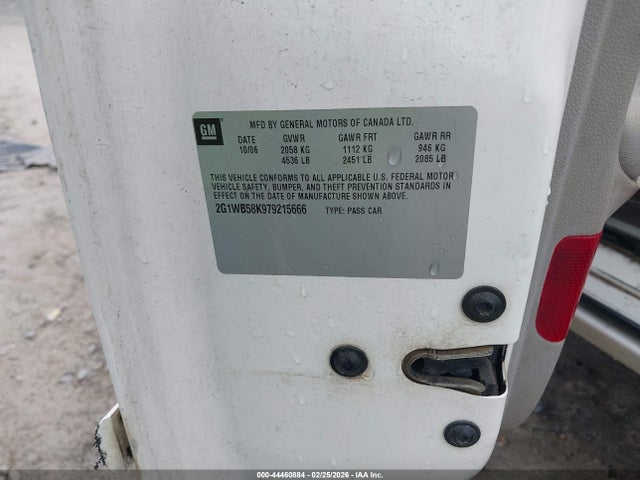 GM
MFD BY GENERAL MOTORS OF CANADA LTD.
DATE GVWR GAWR FRT GAWR RR
10/06 2058 KG 1112 KG 946 KG
4536 LB 2451 LB 2085 LB
THIS VEHICLE CONFORMS TO ALL APPLICABLE U.S. FEDERAL MOTOR
VEHICLE SAFETY, BUMPER, AND THEFT PREVENTION STANDARDS IN
EFFECT ON THE DATE OF MANUFACTURE SHOWN ABOVE.
2G1WB58K979215666 TYPE: PASS CAR
000-44460884 | 02/25/2026 - IAA Inc.